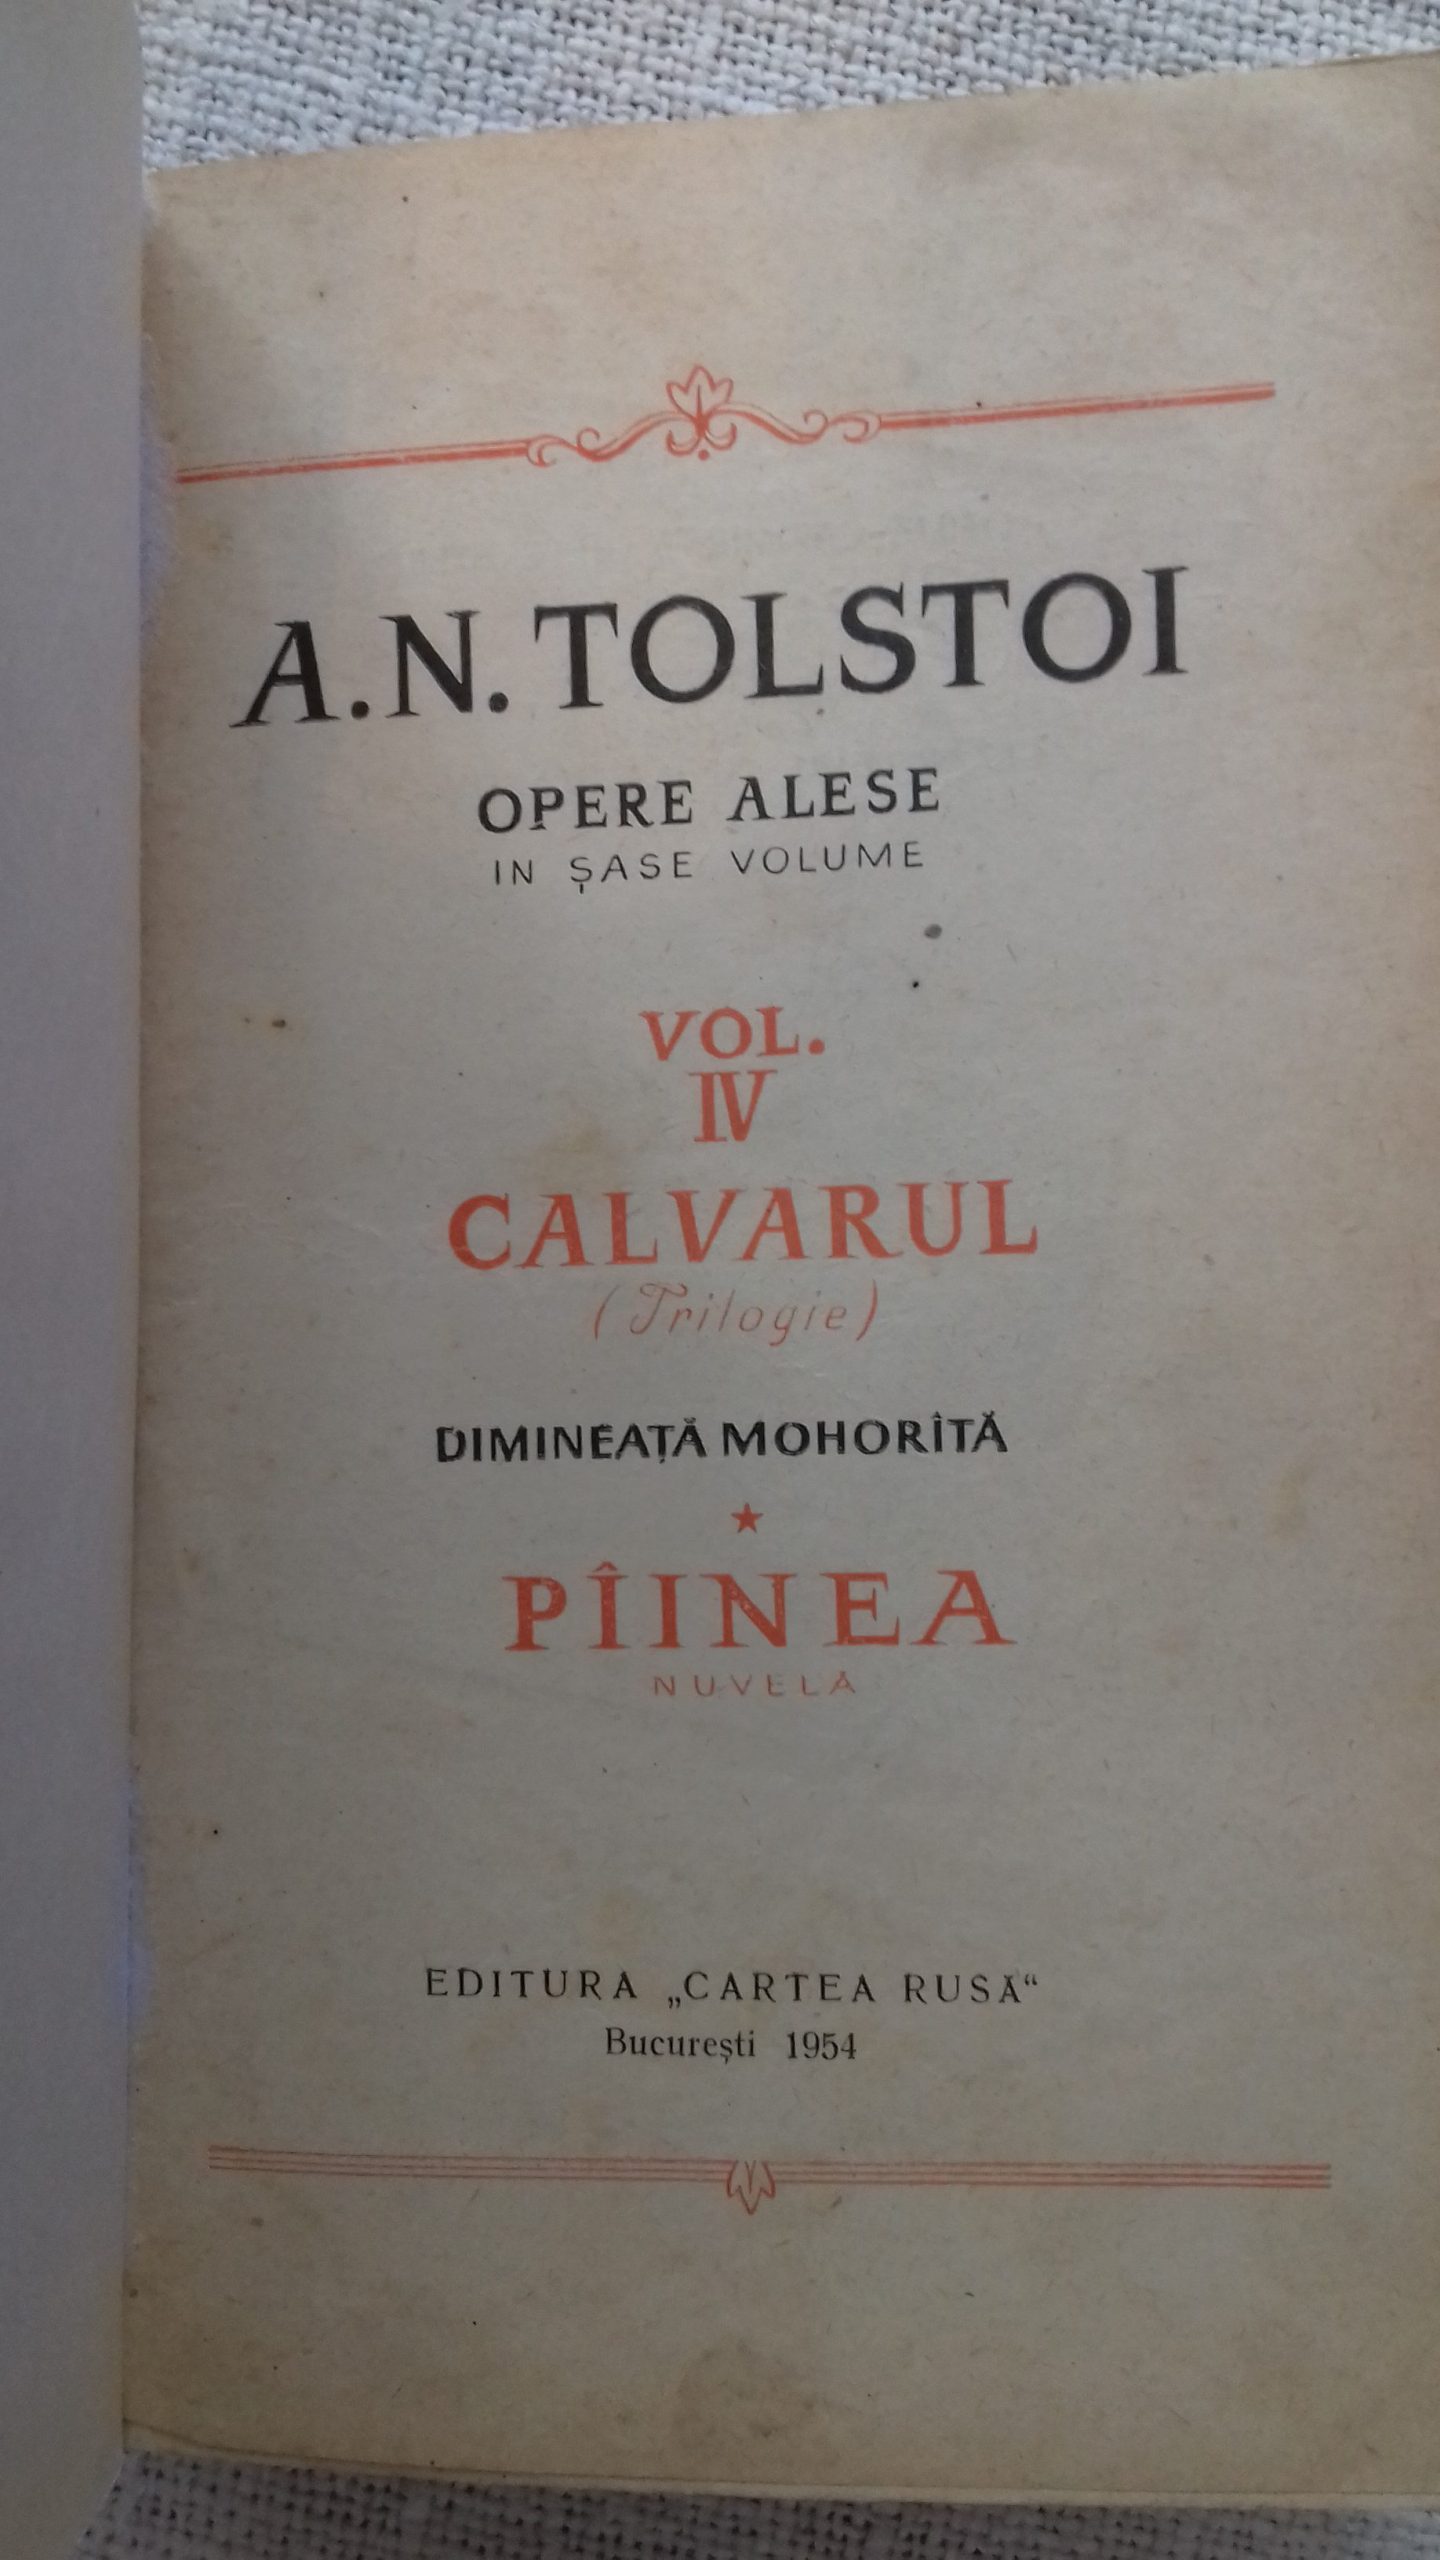 A.N. TOLSTOI
OPERE ALESE
IN ȘASE VOLUME
VOL.
IV
CALVARUL
(Trilogie)
DIMINEAȚĂ MOHORÎTĂ
PÎINEA
NUVELĂ
EDITURA „CARTEA RUSĂ“
București 1954